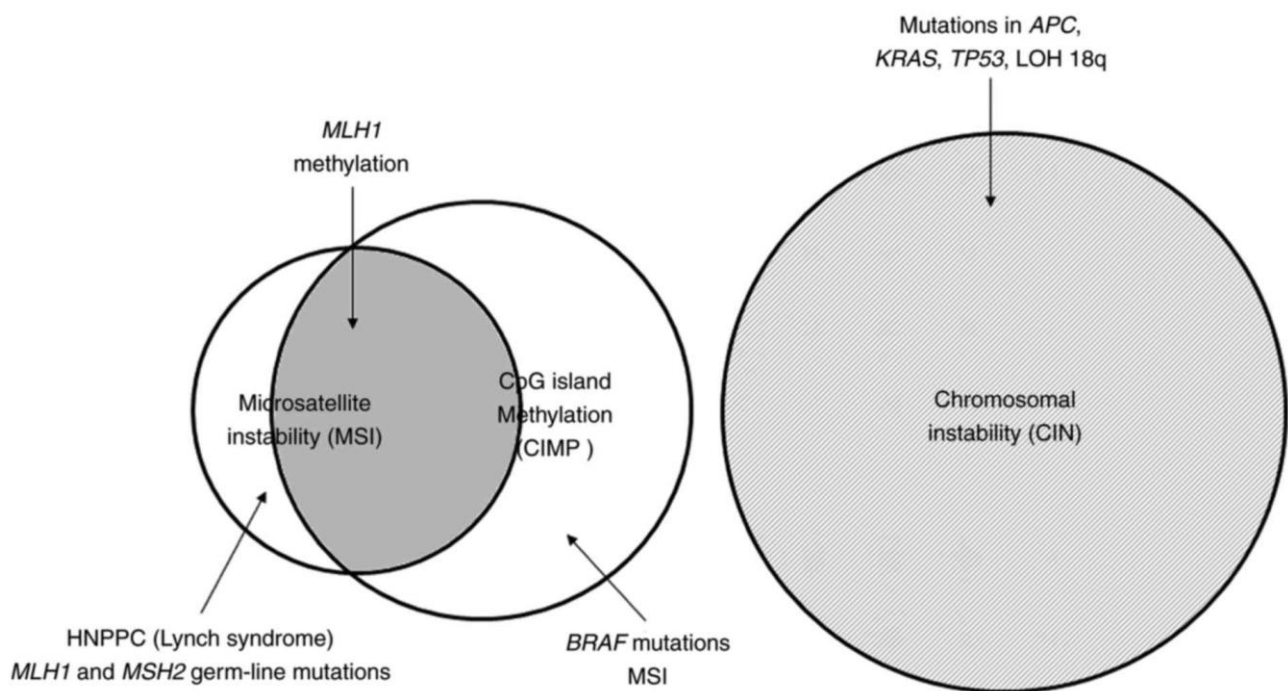 Mutations in APC,
KRAS, TP53, LOH 18q
MLH1
methylation
Microsatellite
instability (MSI)
CpG island
Methylation
(CIMP )
Chromosomal
instability (CIN)
HNPPC (Lynch syndrome)
MLH1 and MSH2 germ-line mutations
BRAF mutations
MSI